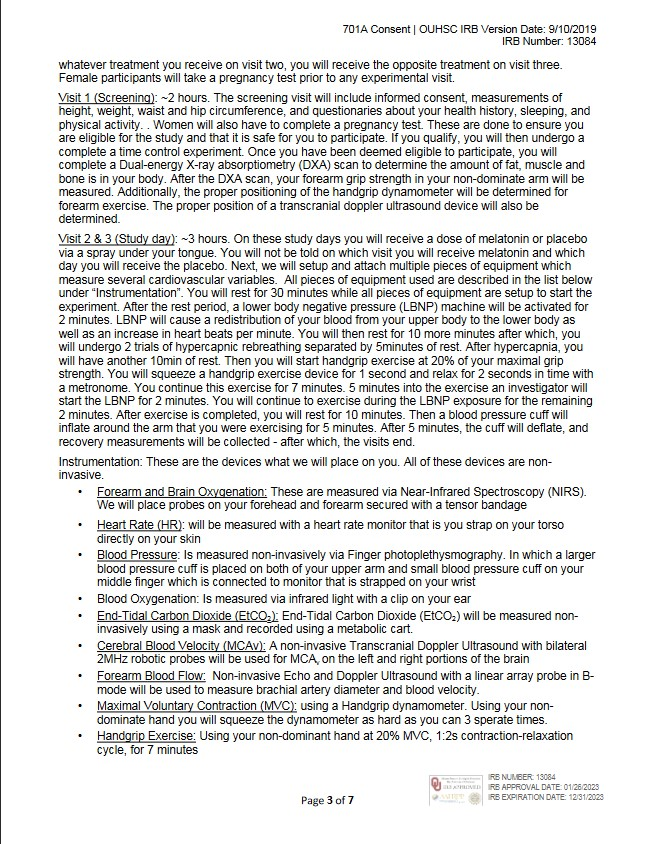 701A Consent | OUHSC IRB Version Date: 9/10/2019
IRB Number: 13084
whatever treatment you receive on visit two, you will receive the opposite treatment on visit three.
Female participants will take a pregnancy test prior to any experimental visit.
Visit 1 (Screening): ~2 hours. The screening visit will include informed consent, measurements of
height, weight, waist and hip circumference, and questionaries about your health history, sleeping, and
physical activity. . Women will also have to complete a pregnancy test. These are done to ensure you
are eligible for the study and that it is safe for you to participate. If you qualify, you will then undergo a
complete a time control experiment. Once you have been deemed eligible to participate, you will
complete a Dual-energy X-ray absorptiometry (DXA) scan to determine the amount of fat, muscle and
bone is in your body. After the DXA scan, your forearm grip strength in your non-dominate arm will be
measured. Additionally, the proper positioning of the handgrip dynamometer will be determined for
forearm exercise. The proper position of a transcranial doppler ultrasound device will also be
determined.
Visit 2 & 3 (Study day): ~3 hours. On these study days you will receive a dose of melatonin or placebo
via a spray under your tongue. You will not be told on which visit you will receive melatonin and which
day you will receive the placebo. Next, we will setup and attach multiple pieces of equipment which
measure several cardiovascular variables. All pieces of equipment used are described in the list below
under “Instrumentation”. You will rest for 30 minutes while all pieces of equipment are setup to start the
experiment. After the rest period, a lower body negative pressure (LBNP) machine will be activated for
2 minutes. LBNP will cause a redistribution of your blood from your upper body to the lower body as
well as an increase in heart beats per minute. You will then rest for 10 more minutes after which, you
will undergo 2 trials of hypercapnic rebreathing separated by 5minutes of rest. After hypercapnia, you
will have another 10min of rest. Then you will start handgrip exercise at 20% of your maximal grip
strength. You will squeeze a handgrip exercise device for 1 second and relax for 2 seconds in time with
a metronome. You continue this exercise for 7 minutes. 5 minutes into the exercise an investigator will
start the LBNP for 2 minutes. You will continue to exercise during the LBNP exposure for the remaining
2 minutes. After exercise is completed, you will rest for 10 minutes. Then a blood pressure cuff will
inflate around the arm that you were exercising for 5 minutes. After 5 minutes, the cuff will deflate, and
recovery measurements will be collected - after which, the visits end.
Instrumentation: These are the devices what we will place on you. All of these devices are non-
invasive.
• Forearm and Brain Oxygenation: These are measured via Near-Infrared Spectroscopy (NIRS).
We will place probes on your forehead and forearm secured with a tensor bandage
• Heart Rate (HR): will be measured with a heart rate monitor that is you strap on your torso
directly on your skin
• Blood Pressure: Is measured non-invasively via Finger photoplethysmography. In which a larger
blood pressure cuff is placed on both of your upper arm and small blood pressure cuff on your
middle finger which is connected to monitor that is strapped on your wrist
• Blood Oxygenation: Is measured via infrared light with a clip on your ear
• End-Tidal Carbon Dioxide (EtCO₂): End-Tidal Carbon Dioxide (EtCO₂) will be measured non-
invasively using a mask and recorded using a metabolic cart.
• Cerebral Blood Velocity (MCAv): A non-invasive Transcranial Doppler Ultrasound with bilateral
2MHz robotic probes will be used for MCA, on the left and right portions of the brain
• Forearm Blood Flow: Non-invasive Echo and Doppler Ultrasound with a linear array probe in B-
mode will be used to measure brachial artery diameter and blood velocity.
• Maximal Voluntary Contraction (MVC): using a Handgrip dynamometer. Using your non-
dominate hand you will squeeze the dynamometer as hard as you can 3 sperate times.
• Handgrip Exercise: Using your non-dominant hand at 20% MVC, 1:2s contraction-relaxation
cycle, for 7 minutes
Page 3 of 7
IRB NUMBER: 13084
IRB APPROVAL DATE: 01/26/2023
IRB EXPIRATION DATE: 12/31/2023